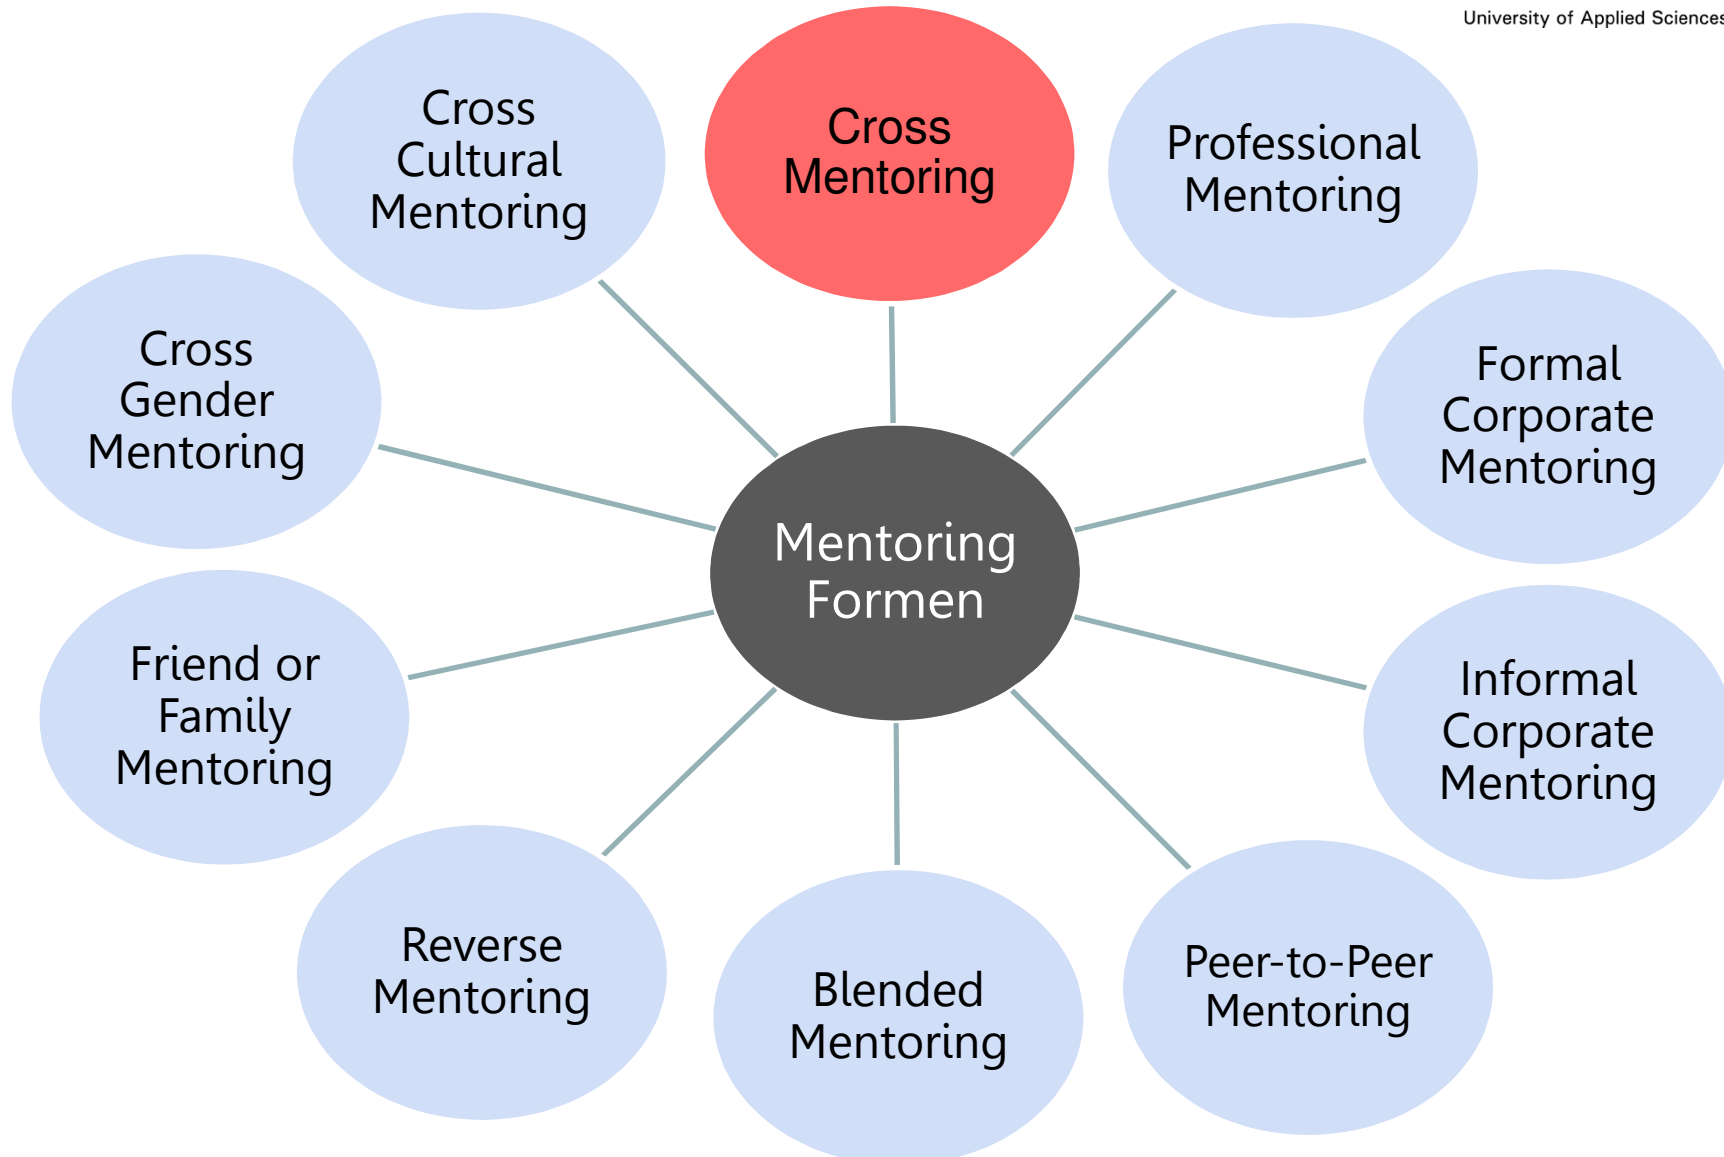 University of Applied Sciences
Cross
Mentoring
Professional
Mentoring
Formal
Corporate
Mentoring
Informal
Corporate
Mentoring
Peer-to-Peer
Mentoring
Blended
Mentoring
Reverse
Mentoring
Friend or
Family
Mentoring
Cross
Gender
Mentoring
Cross
Cultural
Mentoring
Mentoring
Formen